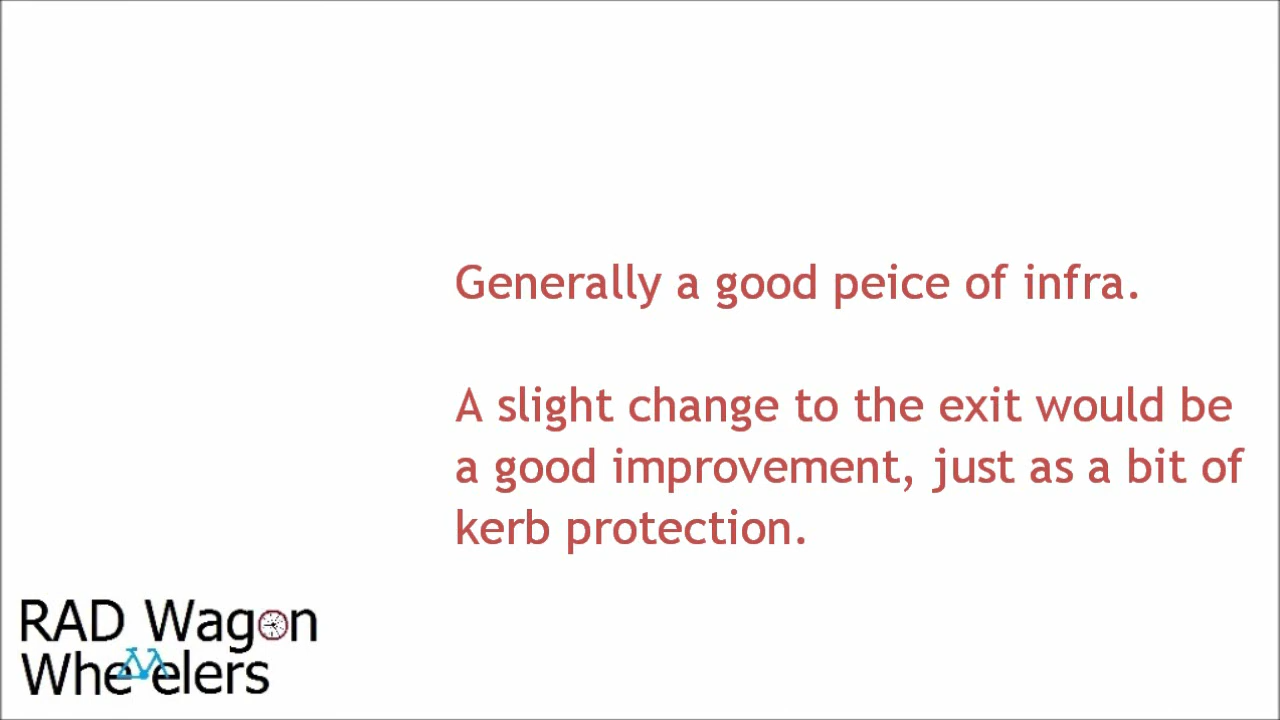 Generally a good peice of infra.
A slight change to the exit would be
a good improvement, just as a bit of
kerb protection.
RAD Wagon
Wheelers